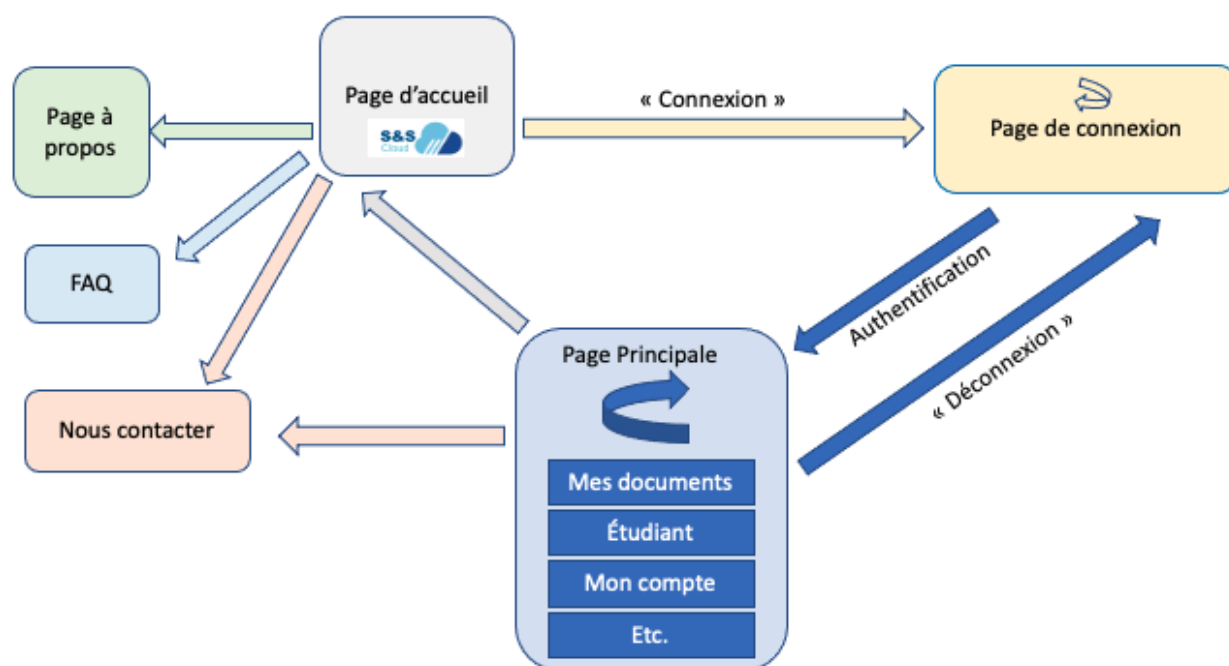 Page d'accueil
S&S
Cloud
« Connexion »
Page à
propos
Page de connexion
FAQ
Authentification
« Déconnexion »
Page Principale
Nous contacter
Mes documents
Étudiant
Mon compte
Etc.